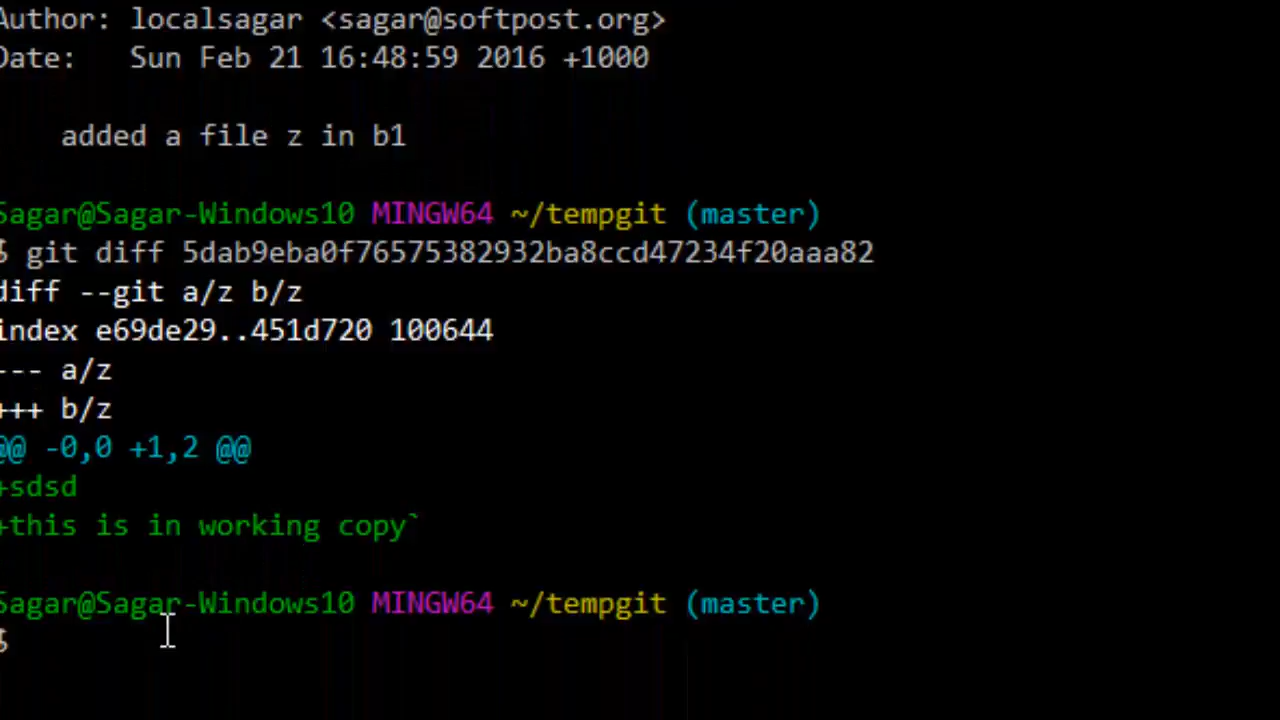 Author: localsagar <sagar@softpost.org>
Date:   Sun Feb 21 16:48:59 2016 +1000
added a file z in b1
Sagar@Sagar-Windows10 MINGW64 ~/tempgit (master)
$ git diff 5dab9eba0f76575382932ba8ccd47234f20aaa82
diff --git a/z b/z
index e69de29..451d720 100644
--- a/z
+++ b/z
@@ -0,0 +1,2 @@
+sdsd
+this is in working copy`
Sagar@Sagar-Windows10 MINGW64 ~/tempgit (master)
$